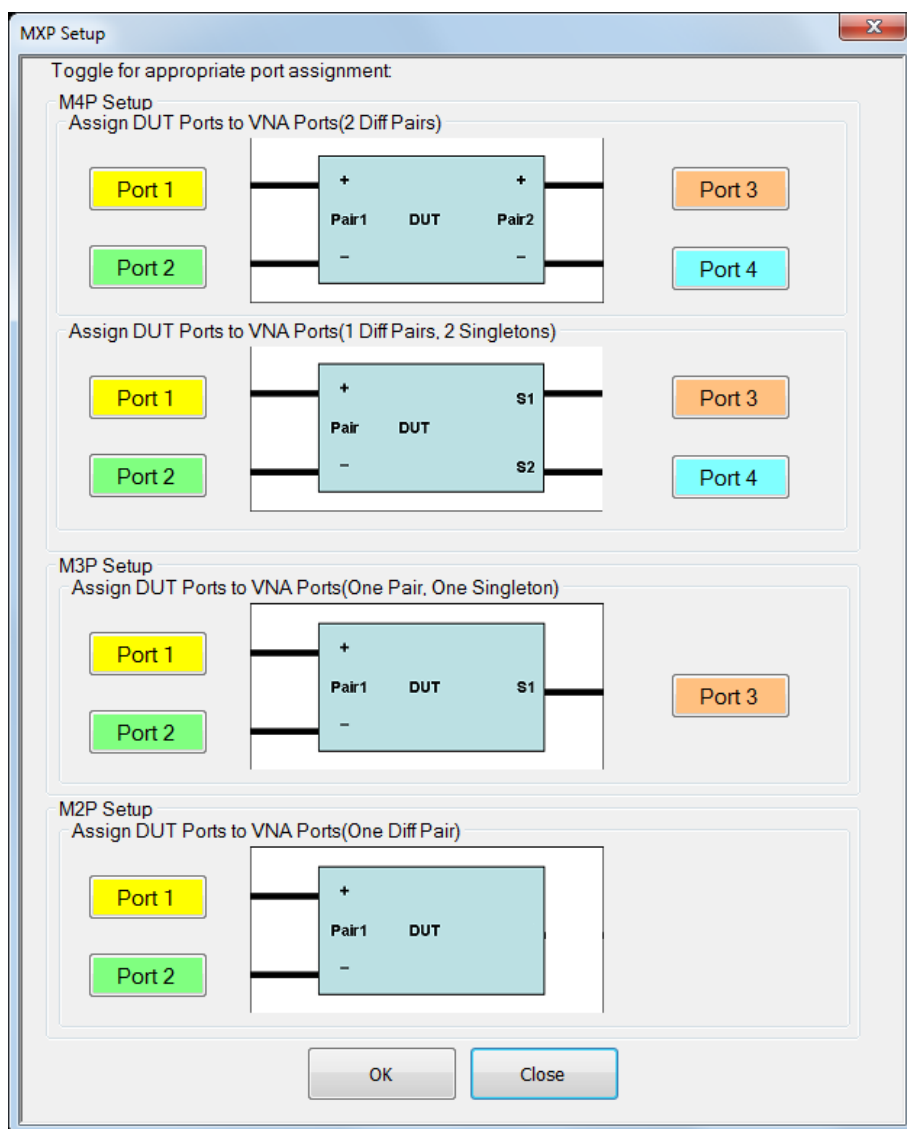 MXP Setup
Toggle for appropriate port assignment:
M4P Setup
Assign DUT Ports to VNA Ports(2 Diff Pairs)
Port 1
+ +
Port 3
Pair1 DUT Pair2
Port 2
– –
Port 4
Assign DUT Ports to VNA Ports(1 Diff Pairs, 2 Singletons)
Port 1
+
S1
Port 3
Pair DUT
Port 2
–
S2
Port 4
M3P Setup
Assign DUT Ports to VNA Ports(One Pair, One Singleton)
Port 1
+
Pair1 DUT S1
Port 3
Port 2
–
M2P Setup
Assign DUT Ports to VNA Ports(One Diff Pair)
Port 1
+
Pair1 DUT
Port 2
–
OK Close